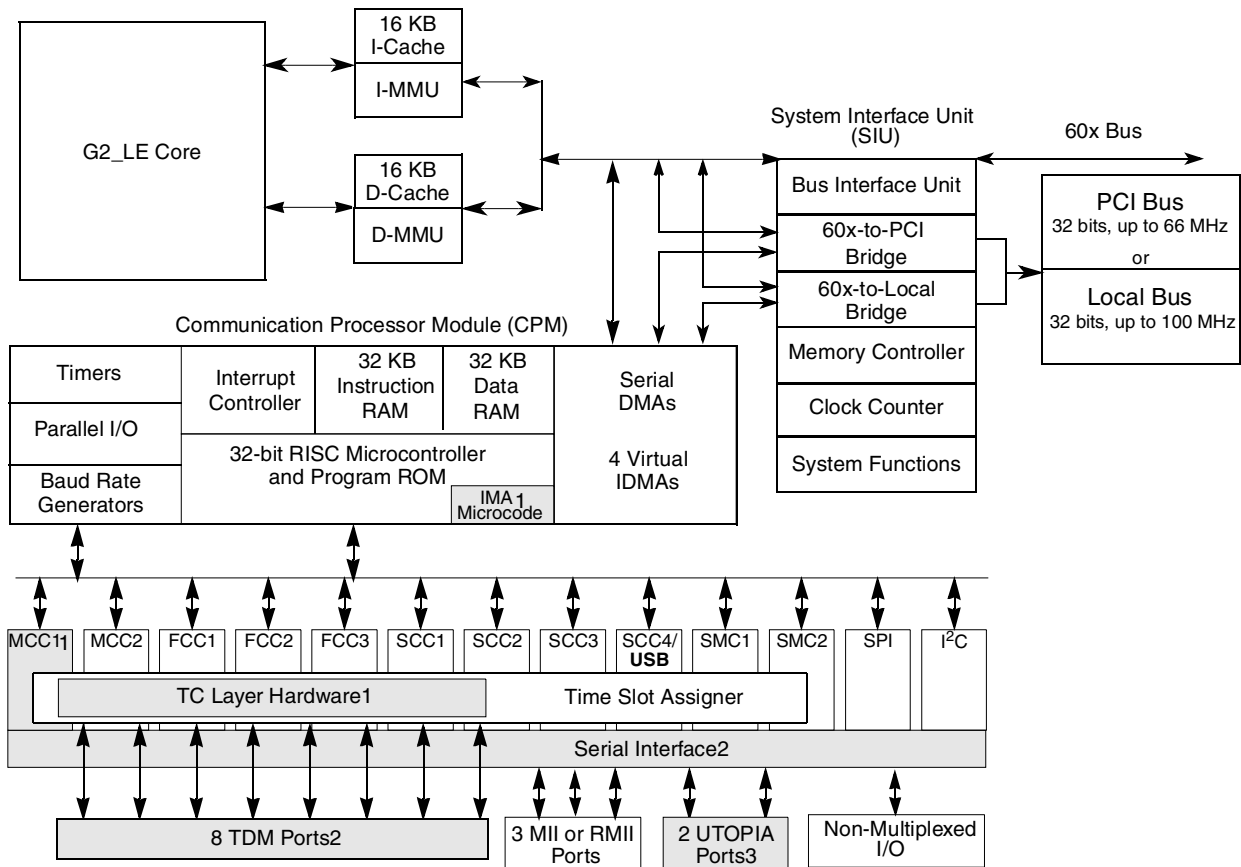 16 KB
I-Cache
I-MMU
G2_LE Core
16 KB
D-Cache
D-MMU
System Interface Unit
(SIU)
60x Bus
Bus Interface Unit
60x-to-PCI
Bridge
60x-to-Local
Bridge
Memory Controller
Clock Counter
System Functions
PCI Bus
32 bits, up to 66 MHz
or
Local Bus
32 bits, up to 100 MHz
Communication Processor Module (CPM)
Timers
Parallel I/O
Baud Rate
Generators
Interrupt
Controller
32 KB
Instruction
RAM
32 KB
Data
RAM
32-bit RISC Microcontroller
and Program ROM
IMA1
Microcode
Serial
DMAs
4 Virtual
IDMAs
MCC11
MCC2
FCC1
FCC2
FCC3
SCC1
SCC2
SCC3
SCC4/
USB
SMC1
SMC2
SPI
I²C
TC Layer Hardware1
Time Slot Assigner
Serial Interface2
8 TDM Ports2
3 MII or RMII
Ports
2 UTOPIA
Ports3
Non-Multiplexed
I/O